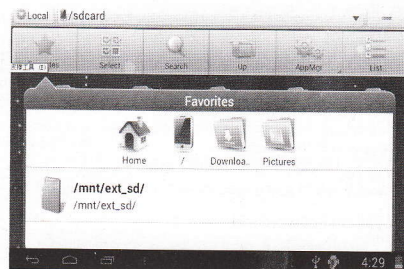 Local /sdcard
Select Search Up AppMgr List
Favorites
Home / Downloa.. Pictures
/mnt/ext_sd/
/mnt/ext_sd/
4:29